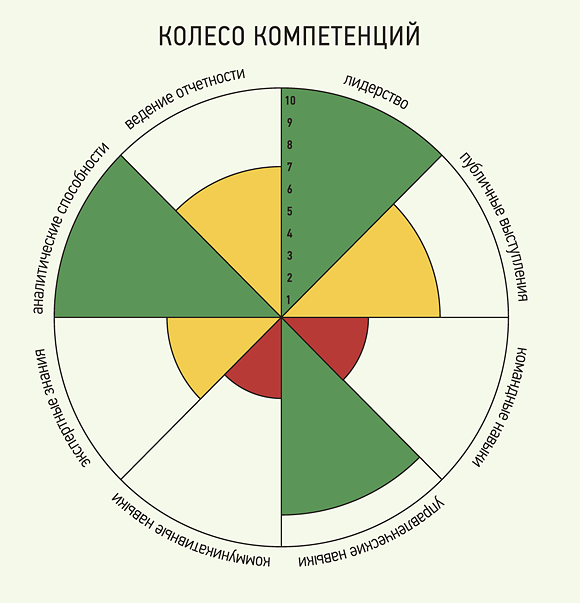 КОЛЕСО КОМПЕТЕНЦИЙ
ведение отчетности
лидерство
публичные выступления
командные навыки
управленческие навыки
коммуникативные навыки
экспертные знания
аналитические способности
10
9
8
7
6
5
4
3
2
1